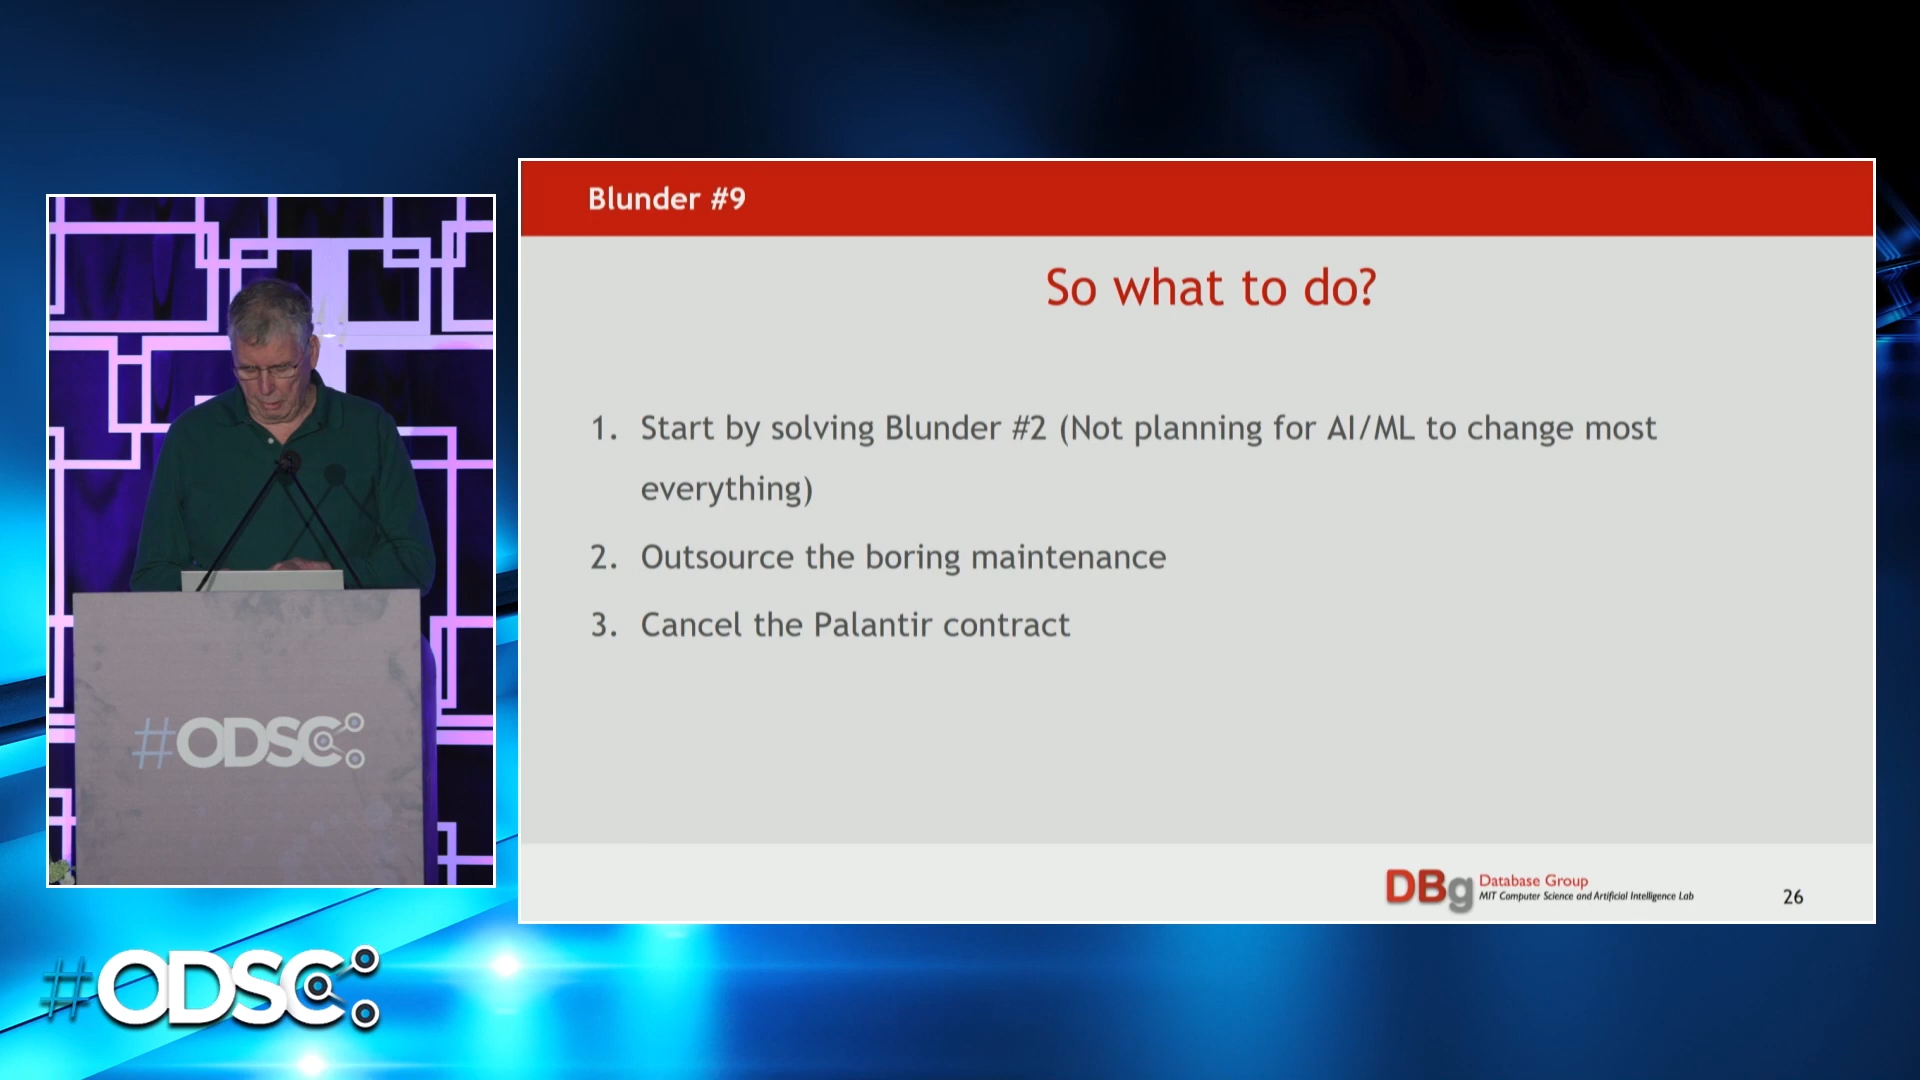 Blunder #9
So what to do?
1. Start by solving Blunder #2 (Not planning for AI/ML to change most
everything)
2. Outsource the boring maintenance
3. Cancel the Palantir contract
DBg Database Group
MIT Computer Science and Artificial Intelligence Lab
26
#ODSC
#ODSC